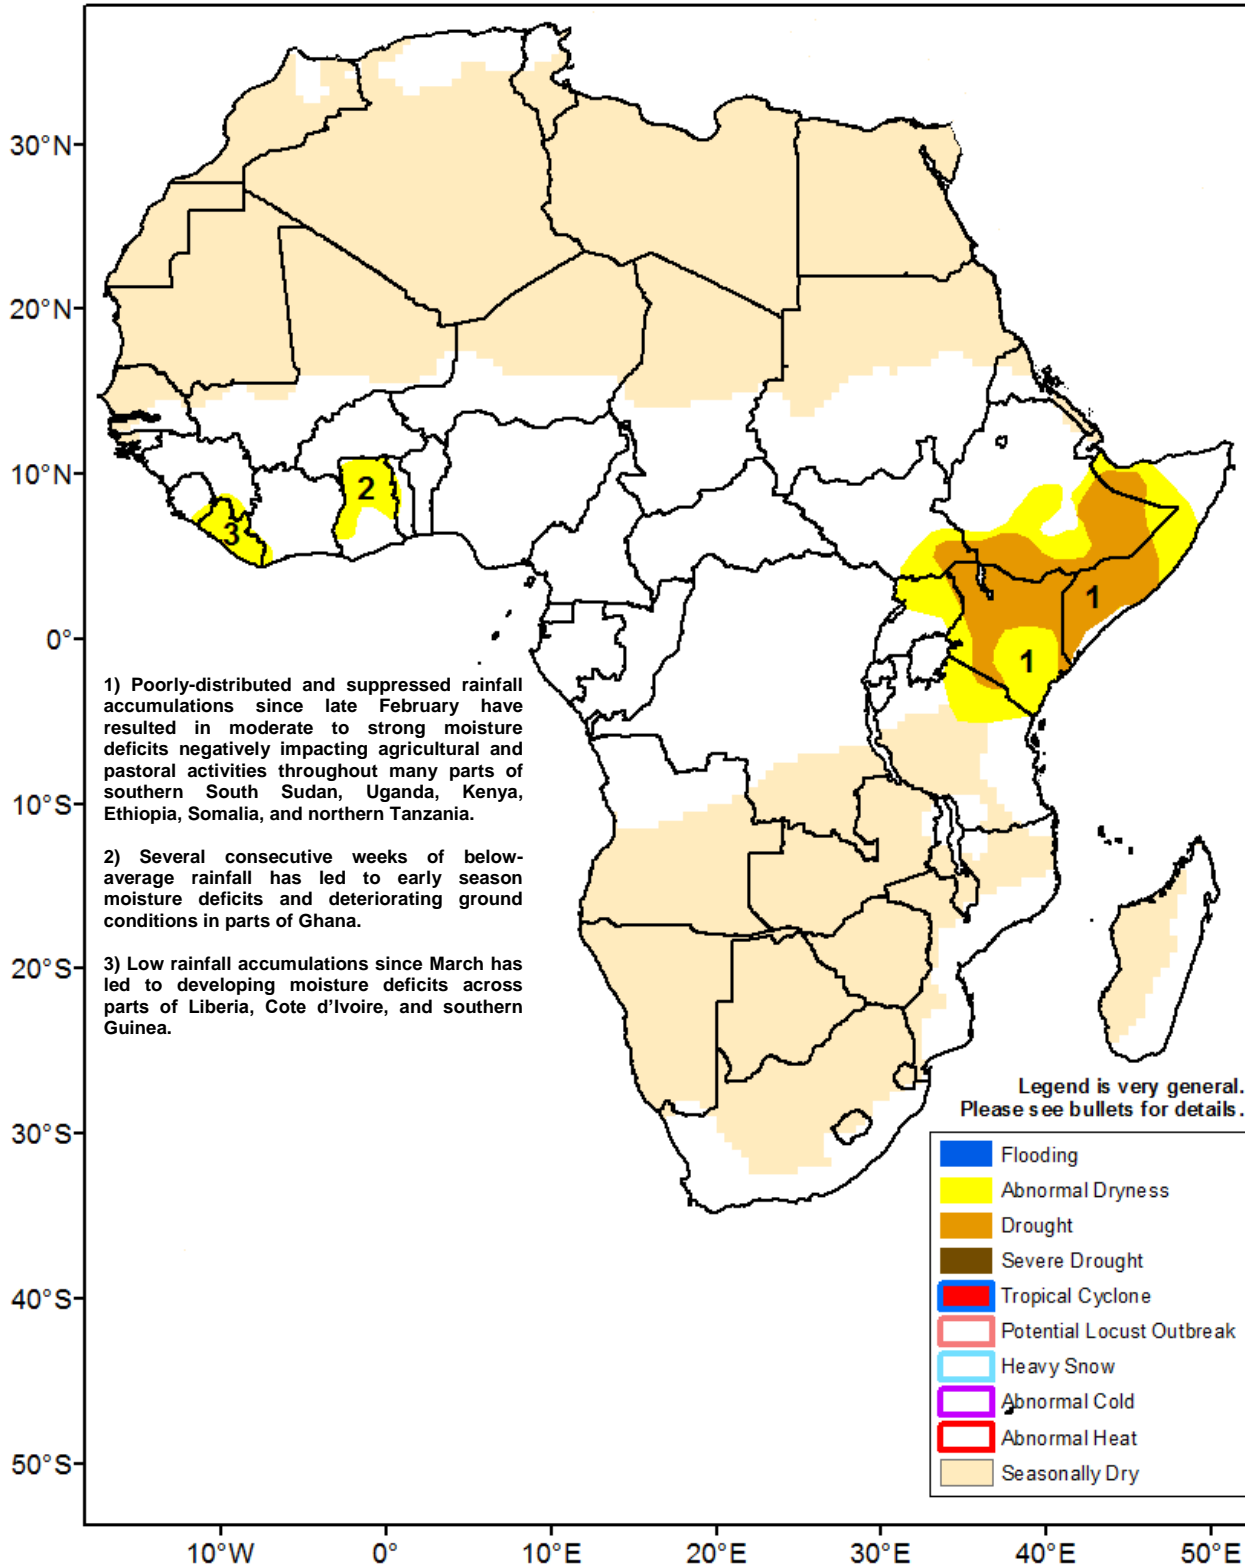 30°N
20°N
10°N
0°
10°S
20°S
30°S
40°S
50°S
2
3
1
1
1) Poorly-distributed and suppressed rainfall
accumulations since late February have
resulted in moderate to strong moisture
deficits negatively impacting agricultural and
pastoral activities throughout many parts of
southern South Sudan, Uganda, Kenya,
Ethiopia, Somalia, and northern Tanzania.
2) Several consecutive weeks of below-
average rainfall has led to early season
moisture deficits and deteriorating ground
conditions in parts of Ghana.
3) Low rainfall accumulations since March has
led to developing moisture deficits across
parts of Liberia, Cote d'Ivoire, and southern
Guinea.
Legend is very general.
Please see bullets for details.
Flooding
Abnormal Dryness
Drought
Severe Drought
Tropical Cyclone
Potential Locust Outbreak
Heavy Snow
Abnormal Cold
Abnormal Heat
Seasonally Dry
10°W
0°
10°E
20°E
30°E
40°E
50°E